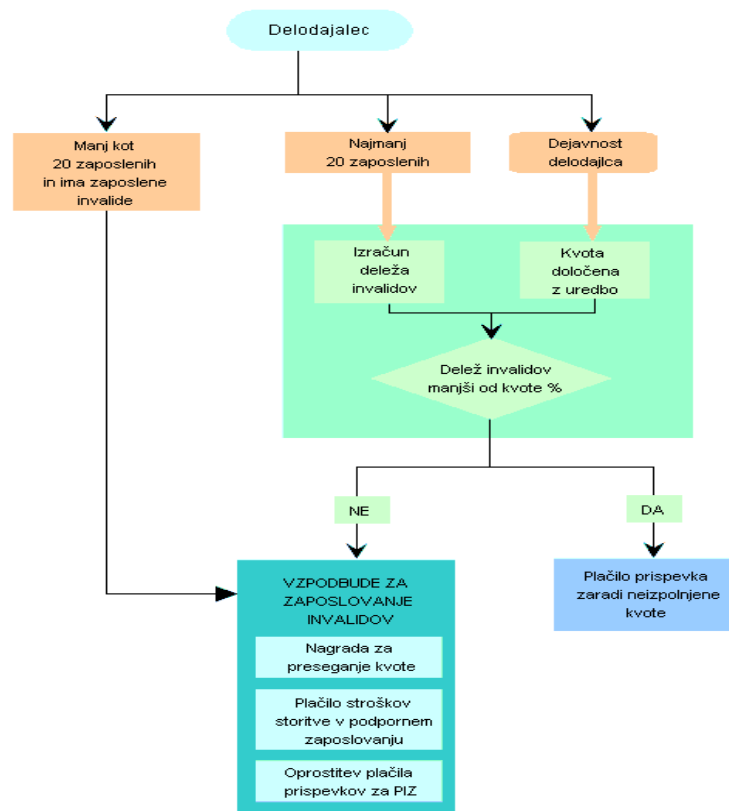 Delodajalec
Manj kot
20 zaposlenih
in ima zaposlene
invalide
Najmanj
20 zaposlenih
Dejavnost
delodajlca
Izračun
deleža
invalidov
Kvota
določena
z uredbo
Delež invalidov
manjši od kvote %
NE
DA
VZPODBUDE ZA
ZAPOSLOVANJE
INVALIDOV
Nagrada za
preseganje kvote
Plačilo stroškov
storitve v podpornem
zaposlovanju
Oprostitev plačila
prispevkov za PIZ
Plačilo prispevka
zaradi neizpolnjene
kvote